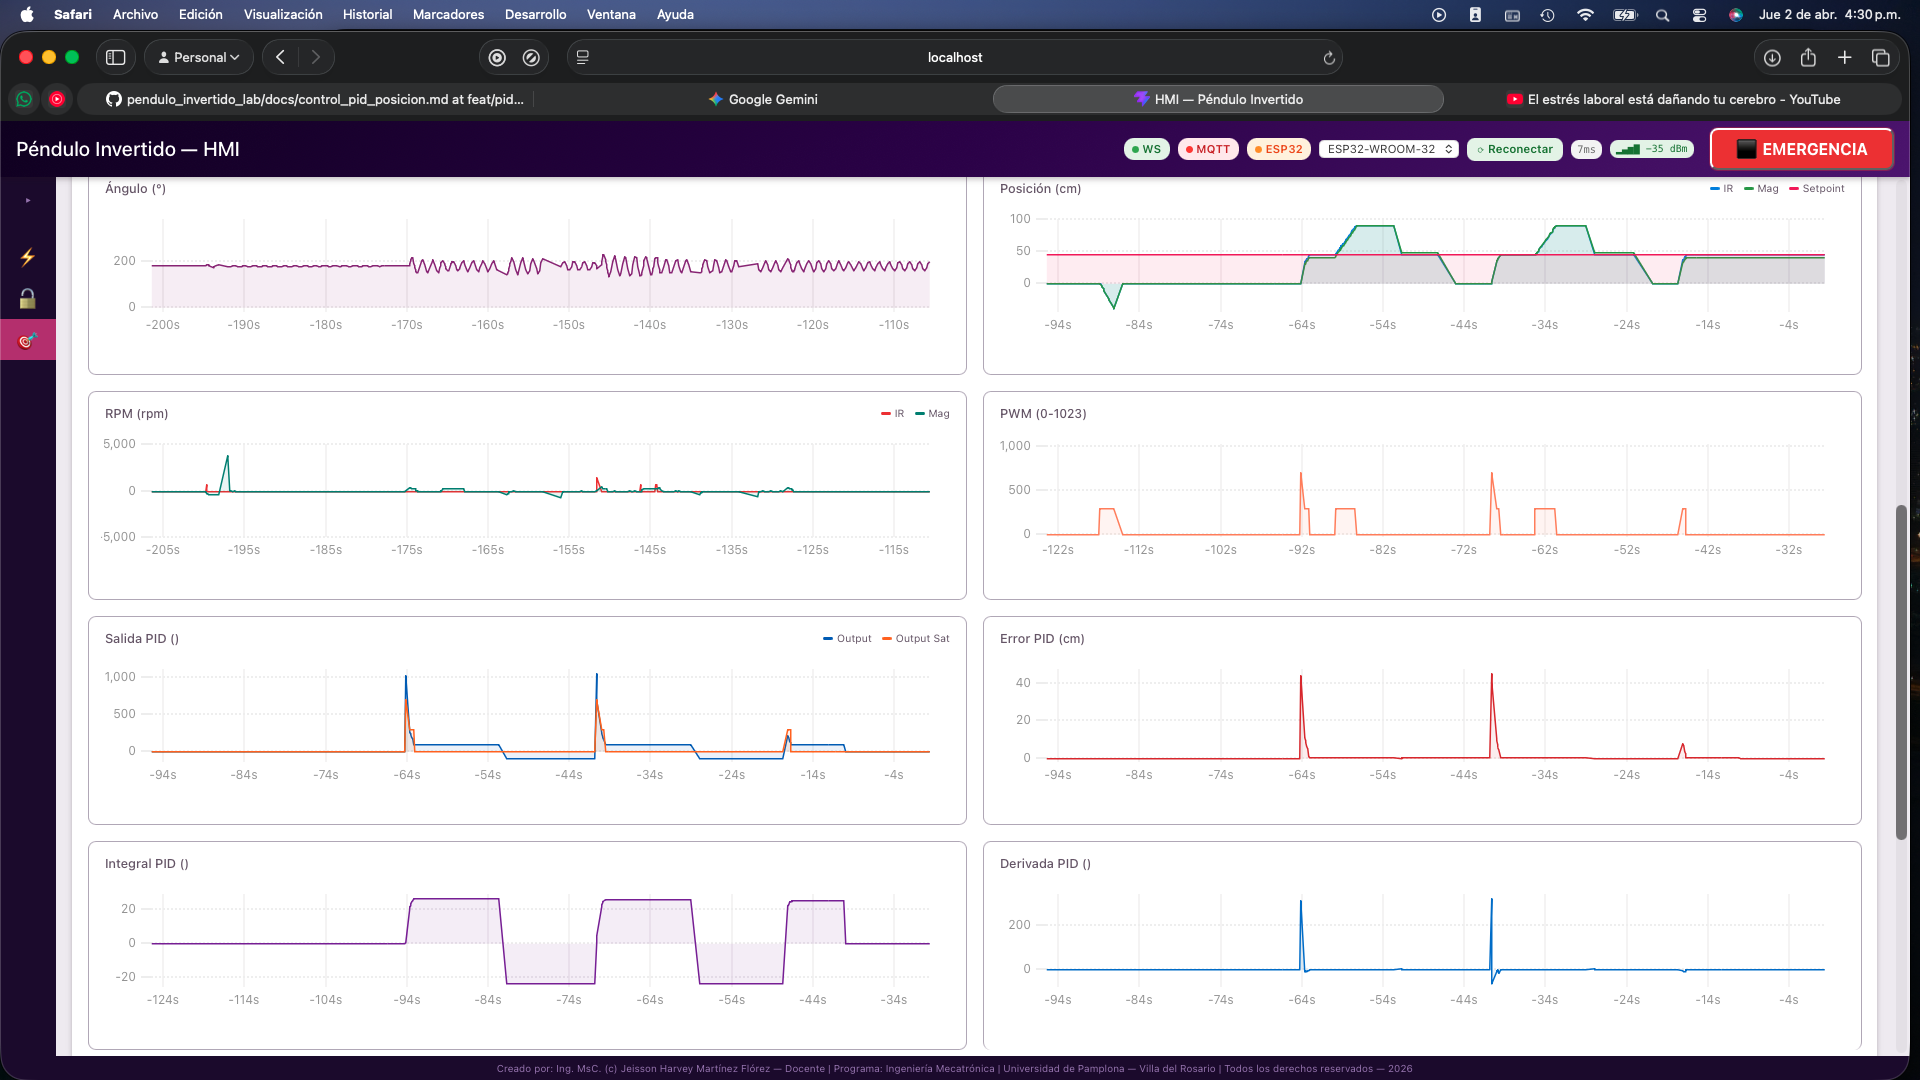 Safari Archivo Edición Visualización Historial Marcadores Desarrollo Ventana Ayuda Jue 2 de abr. 4:30 p.m.
Personal localhost
pendulo_invertido_lab/docs/control_pid_posicion.md at feat/pid... Google Gemini HMI — Péndulo Invertido El estrés laboral está dañando tu cerebro - YouTube
Péndulo Invertido — HMI WS MQTT ESP32 ESP32-WROOM-32 Reconectar 7ms -35 dBm EMERGENCIA
Ángulo (°)
200
0
-200s -190s -180s -170s -160s -150s -140s -130s -120s -110s
Posición (cm) IR Mag Setpoint
100
50
0
-94s -84s -74s -64s -54s -44s -34s -24s -14s -4s
RPM (rpm) IR Mag
5,000
0
-5,000
-205s -195s -185s -175s -165s -155s -145s -135s -125s -115s
PWM (0-1023)
1,000
500
0
-122s -112s -102s -92s -82s -72s -62s -52s -42s -32s
Salida PID () Output Output Sat
1,000
500
0
-94s -84s -74s -64s -54s -44s -34s -24s -14s -4s
Error PID (cm)
40
20
0
-94s -84s -74s -64s -54s -44s -34s -24s -14s -4s
Integral PID ()
20
0
-20
-124s -114s -104s -94s -84s -74s -64s -54s -44s -34s
Derivada PID ()
200
0
-94s -84s -74s -64s -54s -44s -34s -24s -14s -4s
Creado por: Ing. MsC. (c) Jeisson Harvey Martínez Flórez — Docente | Programa: Ingeniería Mecatrónica | Universidad de Pamplona — Villa del Rosario | Todos los derechos reservados — 2026